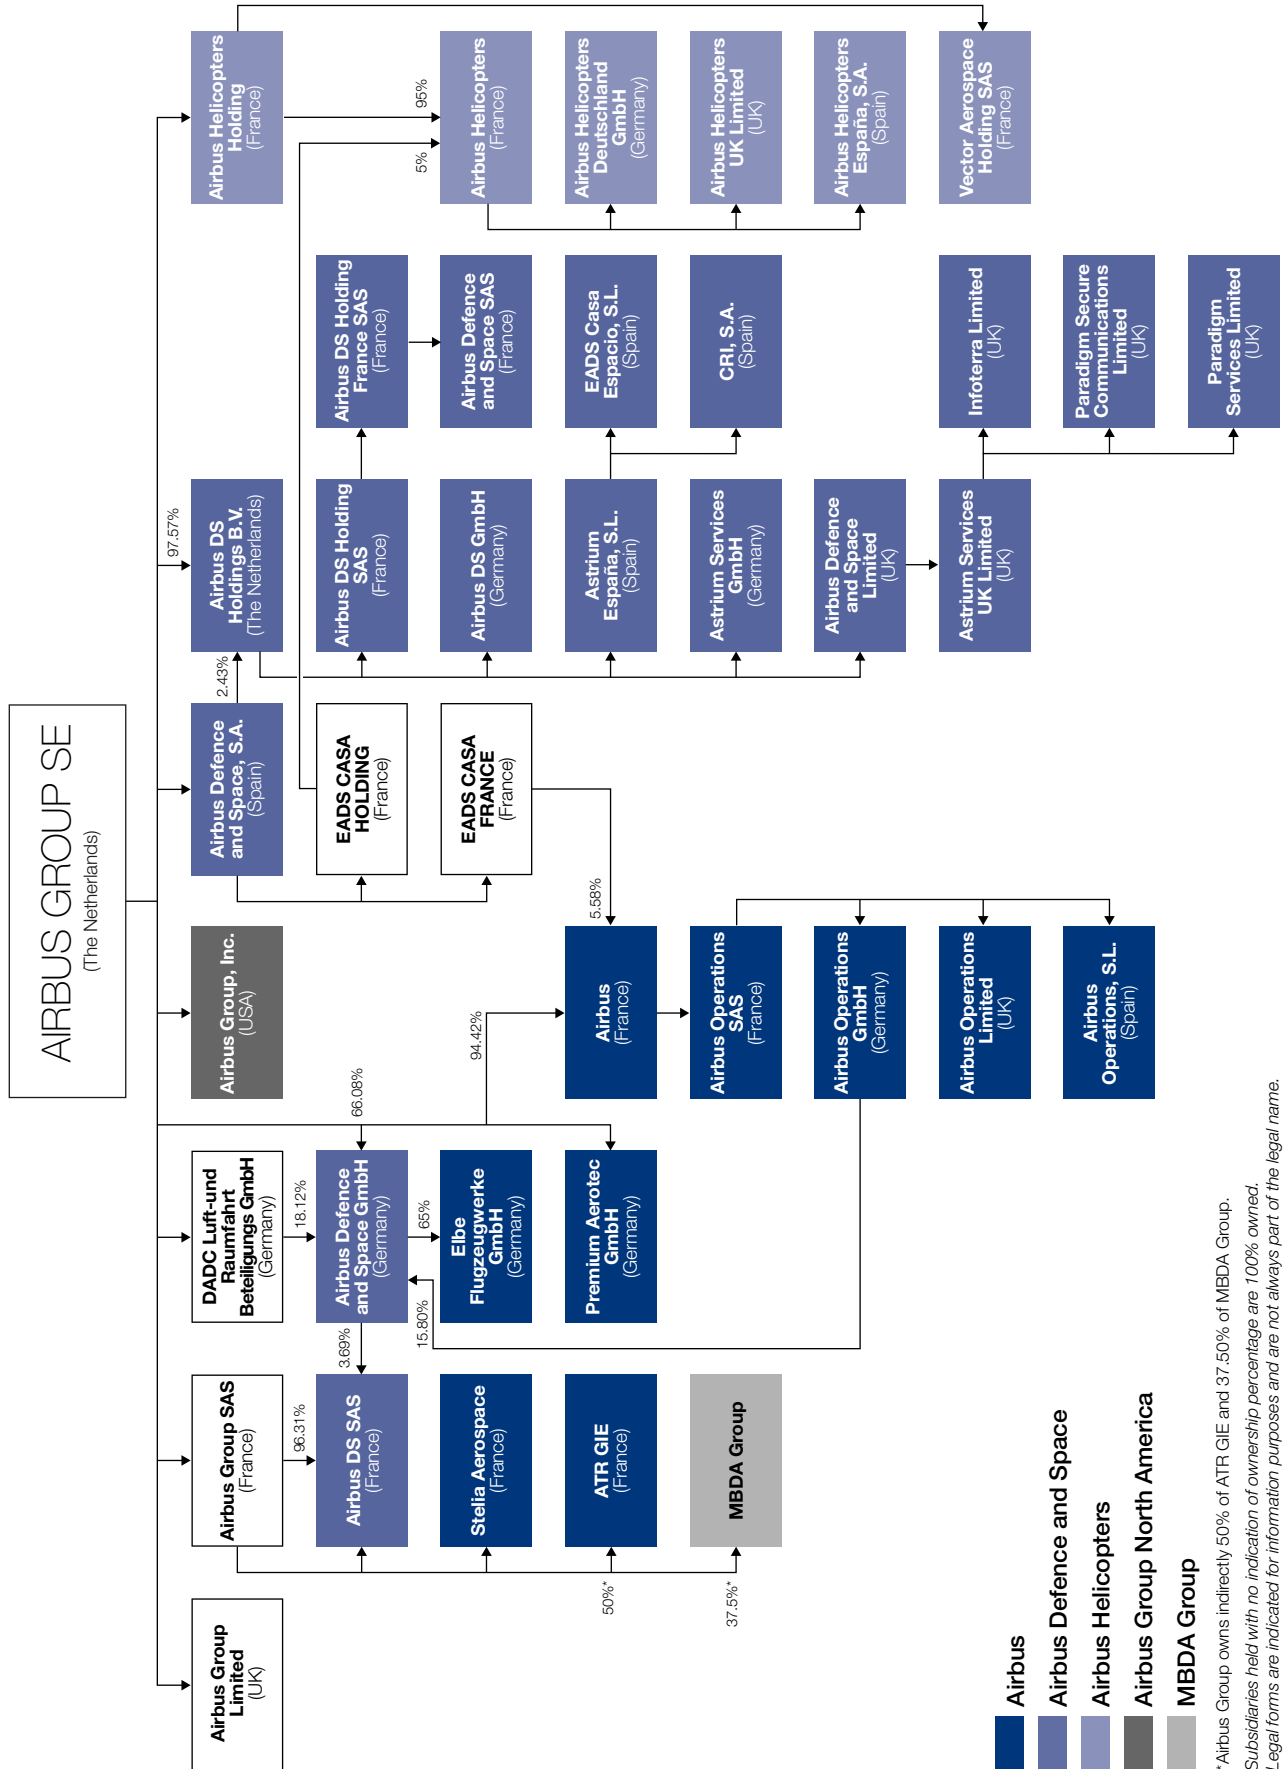 AIRBUS GROUP SE
(The Netherlands)
Airbus Group
Limited
(UK)
Airbus Group SAS
(France)
DADC Luft-und
Raumfahrt
Beteiligungs GmbH
(Germany)
Airbus Group, Inc.
(USA)
Airbus Defence
and Space, S.A.
(Spain)
2.43%
Airbus DS
Holdings B.V.
(The Netherlands)
97.57%
Airbus Helicopters
Holding
(France)
96.31%
18.12%
66.08%
Airbus DS SAS
(France)
3.69%
Airbus Defence
and Space GmbH
(Germany)
EADS CASA
HOLDING
(France)
Airbus DS Holding
SAS
(France)
Airbus DS Holding
France SAS
(France)
5%
95%
15.80%
65%
94.42%
Stelia Aerospace
(France)
Elbe
Flugzeugwerke
GmbH
(Germany)
EADS CASA
FRANCE
(France)
Airbus DS GmbH
(Germany)
Airbus Defence
and Space SAS
(France)
Airbus Helicopters
(France)
50%*
5.58%
ATR GIE
(France)
Premium Aerotec
GmbH
(Germany)
Airbus
(France)
Astrium
España, S.L.
(Spain)
EADS Casa
Espacio, S.L.
(Spain)
Airbus Helicopters
Deutschland
GmbH
(Germany)
37.5%*
MBDA Group
Airbus Operations
SAS
(France)
Astrium Services
GmbH
(Germany)
CRI, S.A.
(Spain)
Airbus Helicopters
UK Limited
(UK)
Airbus Operations
GmbH
(Germany)
Airbus Defence
and Space
Limited
(UK)
Airbus Helicopters
España, S.A.
(Spain)
Airbus Operations
Limited
(UK)
Astrium Services
UK Limited
(UK)
Infoterra Limited
(UK)
Vector Aerospace
Holding SAS
(France)
Airbus
Operations, S.L.
(Spain)
Paradigm Secure
Communications
Limited
(UK)
Paradigm
Services Limited
(UK)
Airbus
Airbus Defence and Space
Airbus Helicopters
Airbus Group North America
MBDA Group
*Airbus Group owns indirectly 50% of ATR GIE and 37.50% of MBDA Group.
Subsidiaries held with no indication of ownership percentage are 100% owned.
Legal forms are indicated for information purposes and are not always part of the legal name.